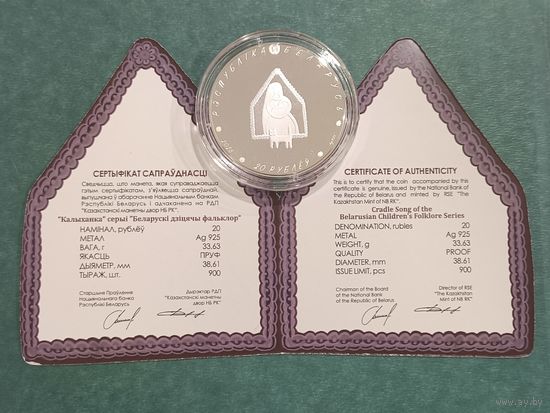 РЭСПУБЛІКА БЕЛАРУСЬ
20 РУБЛЁЎ
СЕРТЫФІКАТ САПРАЎДНАСЦІ
Сведчыцца, што манета, якая суправаджаецца
гэтым сертыфікатам, з'яўляецца сапраўднай,
выпушчана ў абарачэнне Нацыянальным банкам
Рэспублікі Беларусь і адчаканена на РДП
"Казахстанскі манетны двор НБ РК".
"Калыханка" серыі "Беларускі дзіцячы фальклор"
НАМІНАЛ, рублёў 20
МЕТАЛ Ag 925
ВАГА, г 33.63
ЯКАСЦЬ ПРУФ
ДЫЯМЕТР, мм 38.61
ТЫРАЖ, шт. 900
Старшыня Праўлення
Нацыянальнага банка
Рэспублікі Беларусь
Дырэктар РДП
"Казахстанскі манетны
двор НБ РК"
CERTIFICATE OF AUTHENTICITY
This is to certify that the coin accompanied by this
certificate is genuine, issued by the National Bank of
the Republic of Belarus and minted by RSE "The
Kazakhstan Mint of NB RK".
Cradle Song of the
Belarusian Children's Folklore Series
DENOMINATION, rubles 20
METAL Ag 925
WEIGHT, g 33.63
QUALITY PROOF
DIAMETER, mm 38.61
ISSUE LIMIT, pcs 900
Chairman of the Board
of the National Bank
of the Republic of Belarus
Director of RSE
"The Kazakhstan
Mint of NB RK"
www.ay.by